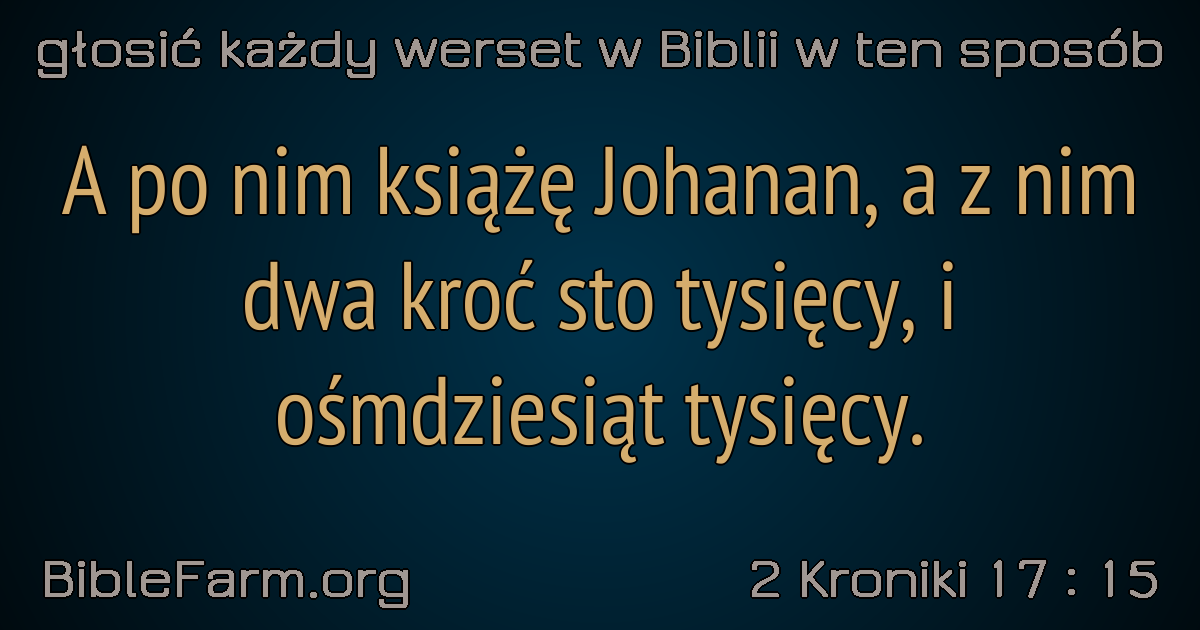 głosić każdy werset w Biblii w ten sposób
A po nim książę Johanan, a z nim
dwa kroć sto tysięcy, i
ośmdziesiąt tysięcy.
BibleFarm.org
2 Kroniki 17 : 15